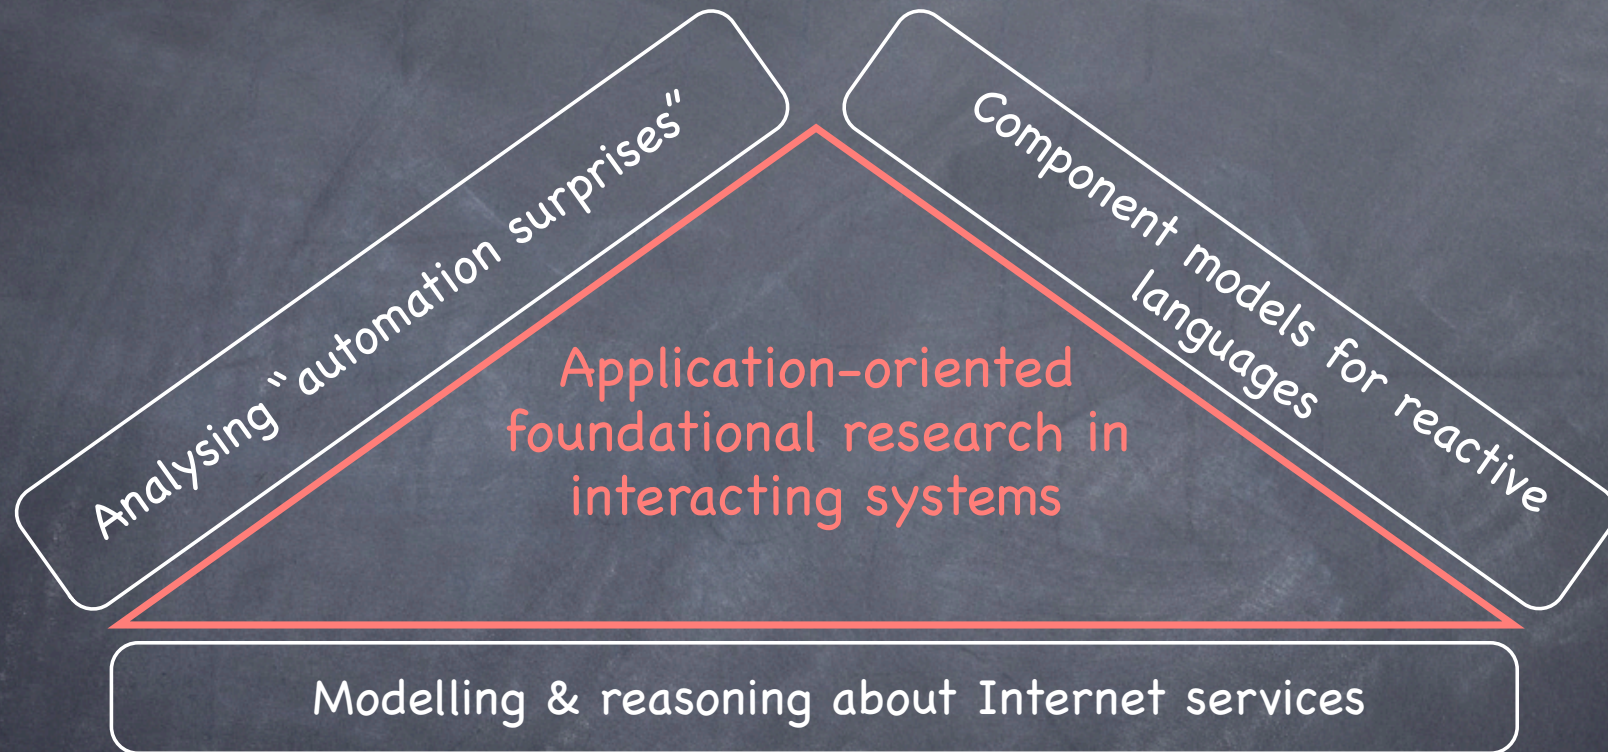 Analysing “automation surprises”
Component models for reactive
languages
Application-oriented
foundational research in
interacting systems
Modelling & reasoning about Internet services